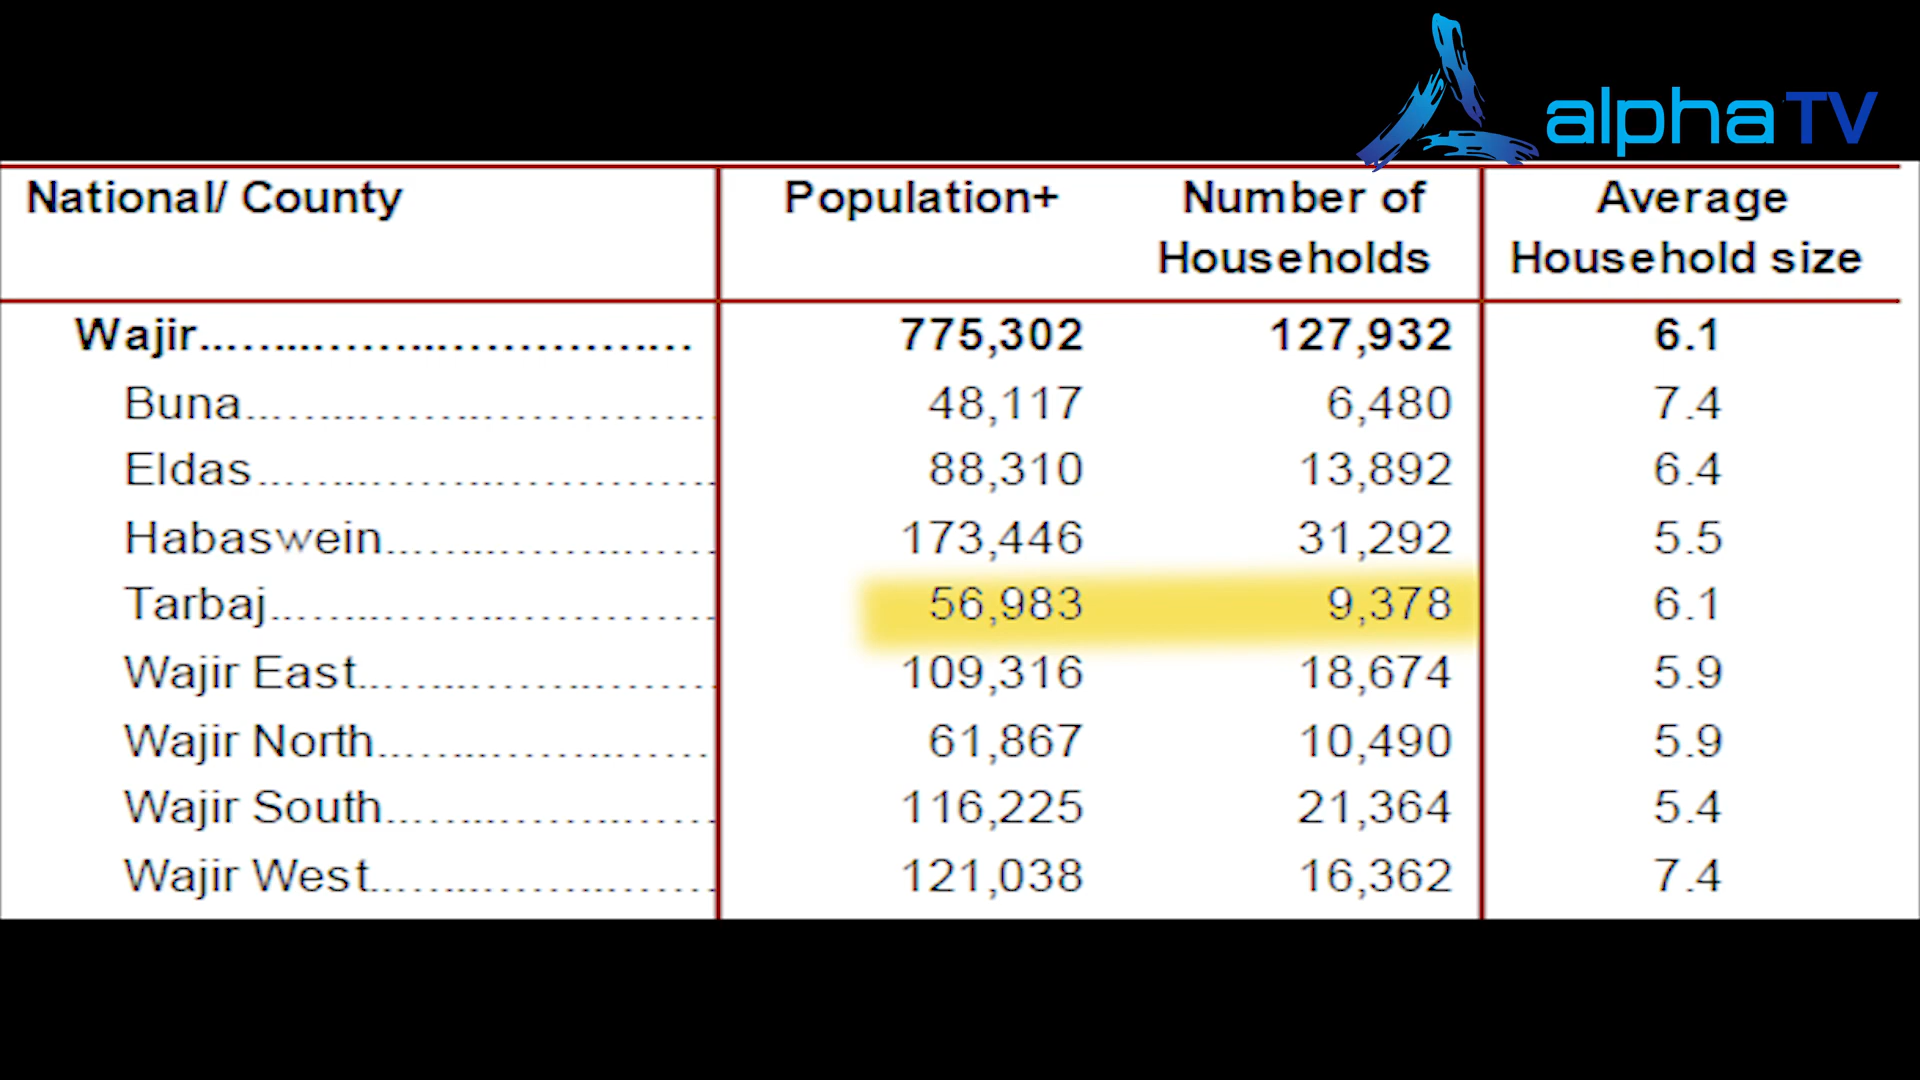 alphaTV
National/ County Population+ Number of Households Average Household size
Wajir..................................... 775,302 127,932 6.1
Buna..................................... 48,117 6,480 7.4
Eldas..................................... 88,310 13,892 6.4
Habaswein........................... 173,446 31,292 5.5
Tarbaj.................................... 56,983 9,378 6.1
Wajir East............................. 109,316 18,674 5.9
Wajir North........................... 61,867 10,490 5.9
Wajir South........................... 116,225 21,364 5.4
Wajir West............................ 121,038 16,362 7.4